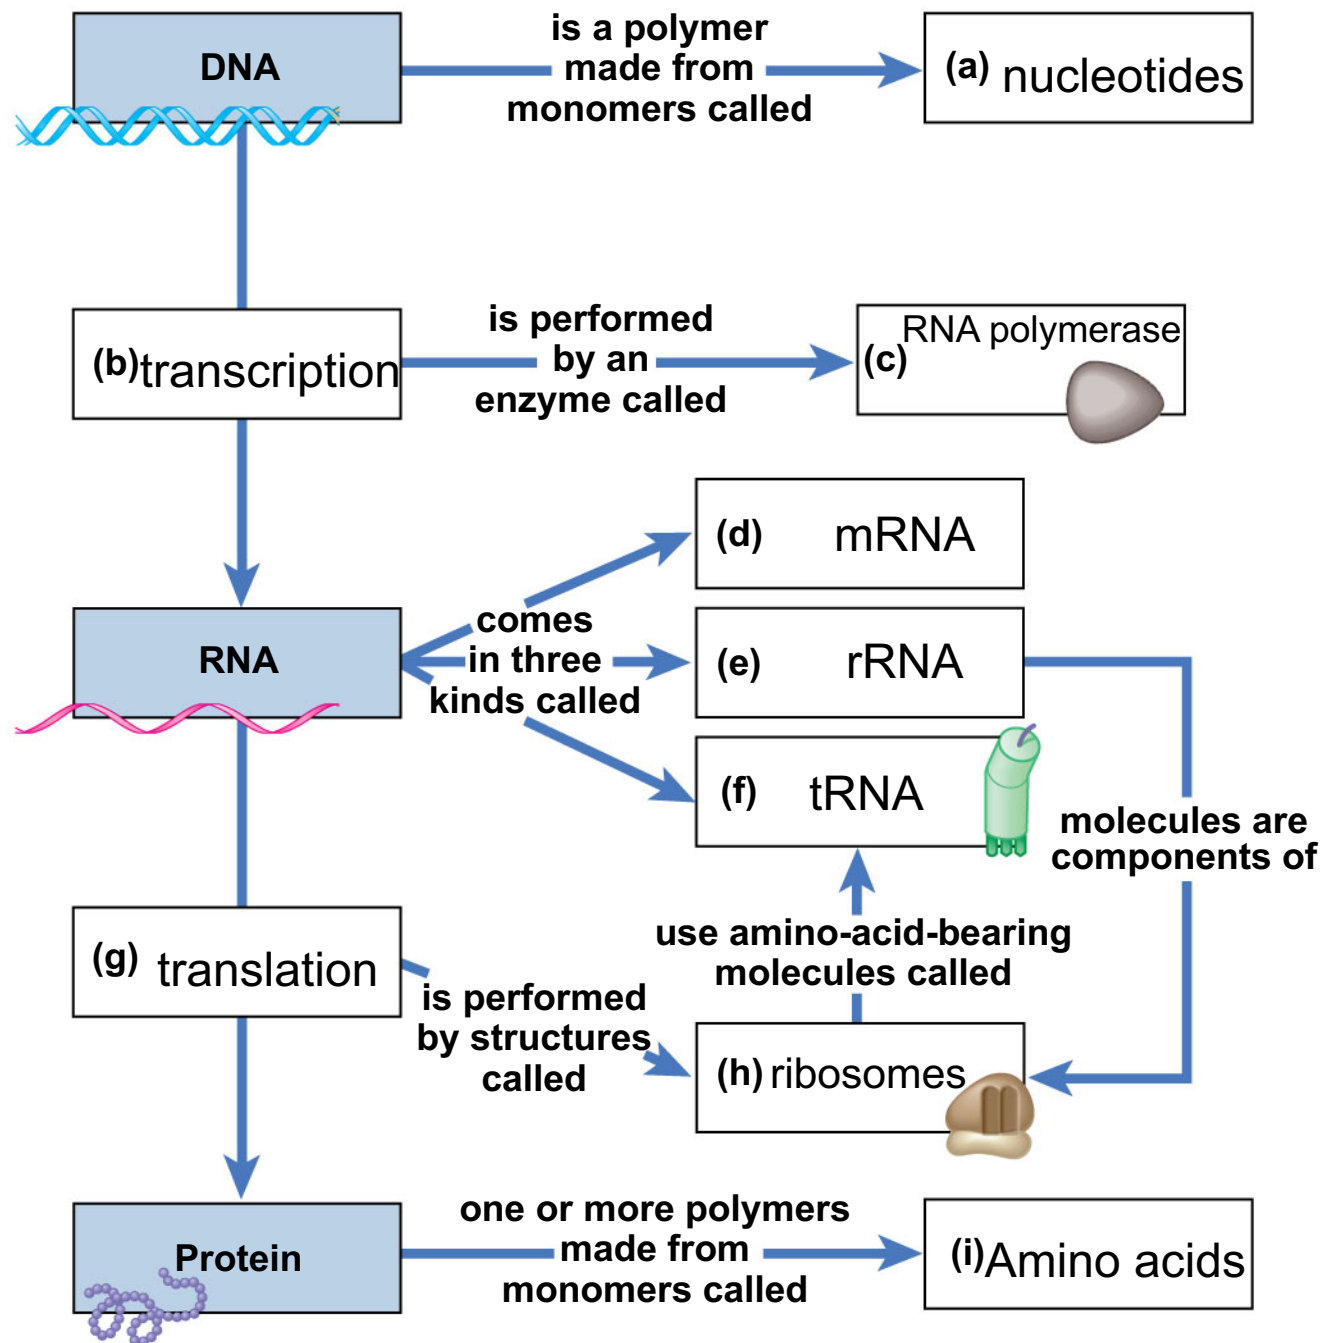 DNA
is a polymer
made from
monomers called
(a) nucleotides
(b) transcription
is performed
by an
enzyme called
(c) RNA polymerase
(d) mRNA
RNA
comes
in three
kinds called
(e) rRNA
(f) tRNA
molecules are
components of
use amino-acid-bearing
molecules called
(g) translation
is performed
by structures
called
(h) ribosomes
Protein
one or more polymers
made from
monomers called
(i) Amino acids